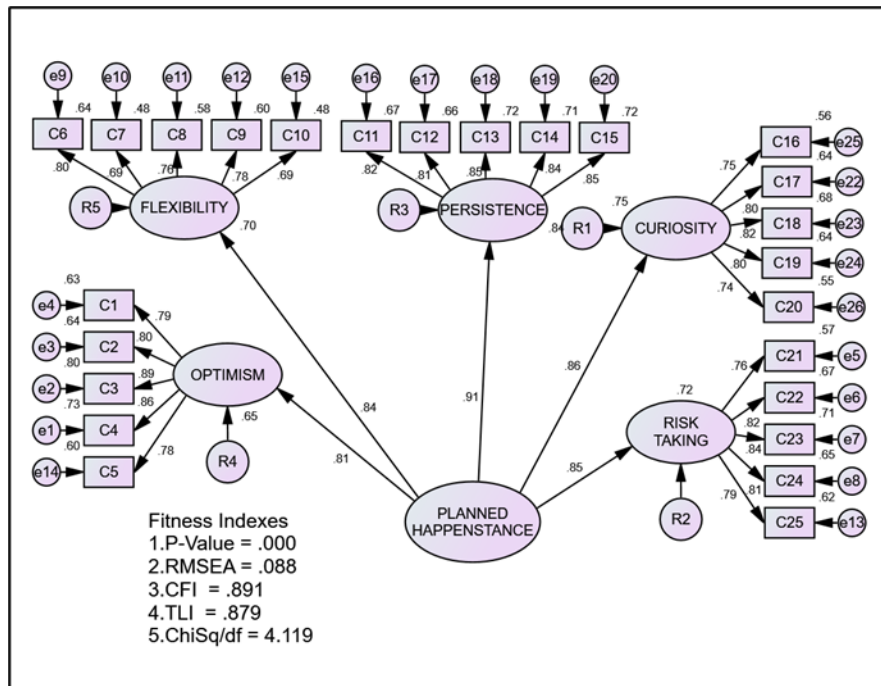 e9 e10 e11 e12 e15 e16 e17 e18 e19 e20
.64 .48 .58 .60 .48 .67 .66 .72 .71 .72
C6 C7 C8 C9 C10 C11 C12 C13 C14 C15
.80 .69 .76 .78 .69 .82 .81 .85 .84 .85
R5 FLEXIBILITY .70
R3 PERSISTENCE .84
.56
C16 e25
.75 .64
C17 e22
.80 .68
C18 e23
.82 .64
C19 e24
.80 .55
C20 e26
.74
.75
R1 CURIOSITY
.63
e4 C1 .79
.64
e3 C2 .80
.80
e2 C3 .89
.73
e1 C4 .86
.60
e14 C5 .78
OPTIMISM
.65
R4
.84
.81
.91
.86
.85
.57
C21 e5
.76 .67
C22 e6
.82 .71
C23 e7
.84 .65
C24 e8
.81 .62
C25 e13
.79
.72
RISK
TAKING
R2
PLANNED
HAPPENSTANCE
Fitness Indexes
1.P-Value = .000
2.RMSEA = .088
3.CFI = .891
4.TLI = .879
5.ChiSq/df = 4.119